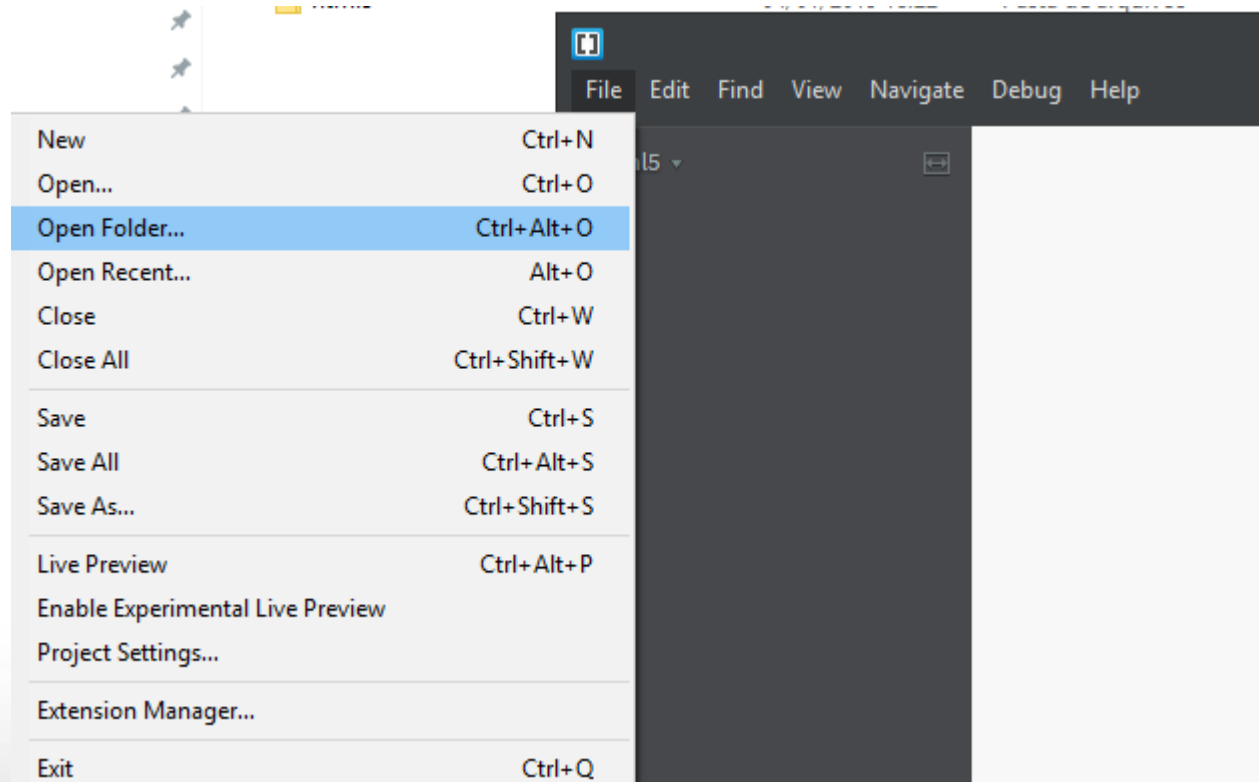 File Edit Find View Navigate Debug Help
New Ctrl+N
Open... Ctrl+O
Open Folder... Ctrl+Alt+O
Open Recent... Alt+O
Close Ctrl+W
Close All Ctrl+Shift+W
Save Ctrl+S
Save All Ctrl+Alt+S
Save As... Ctrl+Shift+S
Live Preview Ctrl+Alt+P
Enable Experimental Live Preview
Project Settings...
Extension Manager...
Exit Ctrl+Q
l5